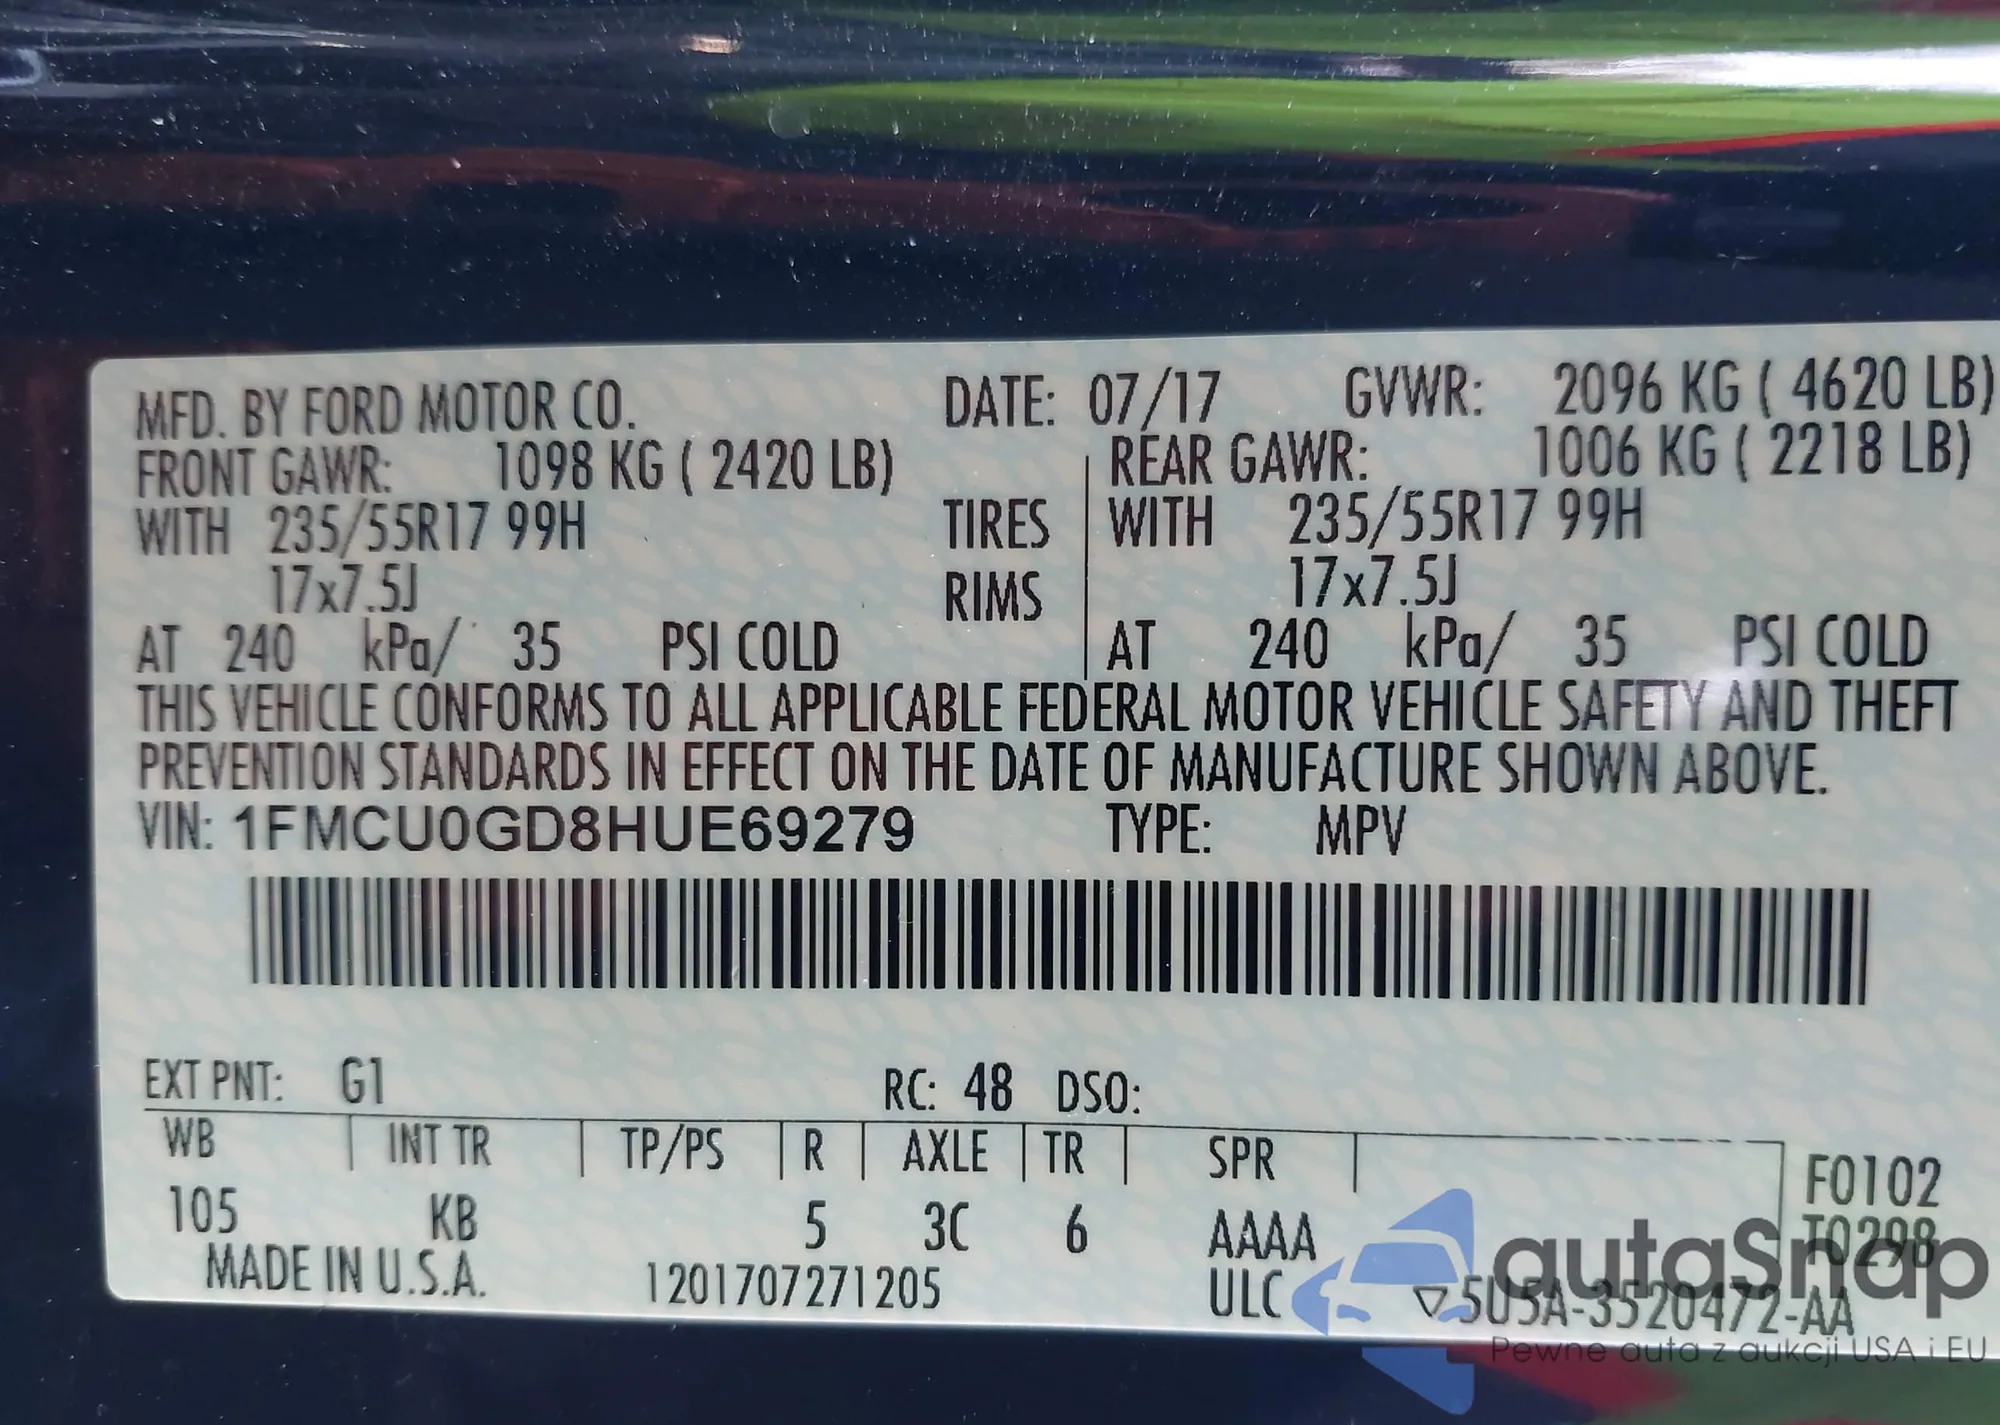 MFD. BY FORD MOTOR CO. DATE: 07/17 GVWR: 2096 KG ( 4620 LB)
FRONT GAWR: 1098 KG ( 2420 LB) REAR GAWR: 1006 KG ( 2218 LB)
WITH 235/55R17 99H TIRES WITH 235/55R17 99H
17x7.5J RIMS 17x7.5J
AT 240 kPa/ 35 PSI COLD AT 240 kPa/ 35 PSI COLD
THIS VEHICLE CONFORMS TO ALL APPLICABLE FEDERAL MOTOR VEHICLE SAFETY AND THEFT
PREVENTION STANDARDS IN EFFECT ON THE DATE OF MANUFACTURE SHOWN ABOVE.
VIN: 1FMCU0GD8HUE69279 TYPE: MPV
EXT PNT: G1 RC: 48 DSO:
WB INT TR TP/PS R AXLE TR SPR F0102
105 KB 5 3C 6 AAAA T0298
MADE IN U.S.A. 1201707271205 ULC ▽5U5A-3520472-AA
autaSnap
Pewne auta z aukcji USA i EU